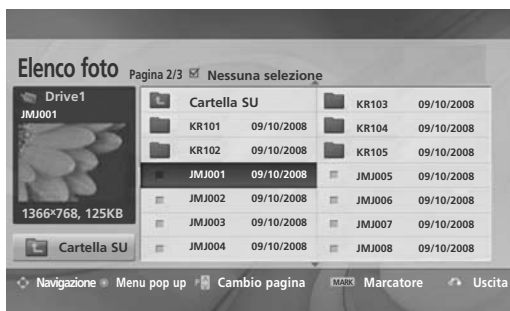 Elenco foto Pagina 2/3 Nessuna selezione
Drive1
JMJ001
1366x768, 125KB
Cartella SU
Cartella SU
KR101 09/10/2008
KR102 09/10/2008
JMJ001 09/10/2008
JMJ002 09/10/2008
JMJ003 09/10/2008
JMJ004 09/10/2008
KR103 09/10/2008
KR104 09/10/2008
KR105 09/10/2008
JMJ005 09/10/2008
JMJ006 09/10/2008
JMJ007 09/10/2008
JMJ008 09/10/2008
Navigazione Menu pop up P Cambio pagina MARK Marcatore Uscita